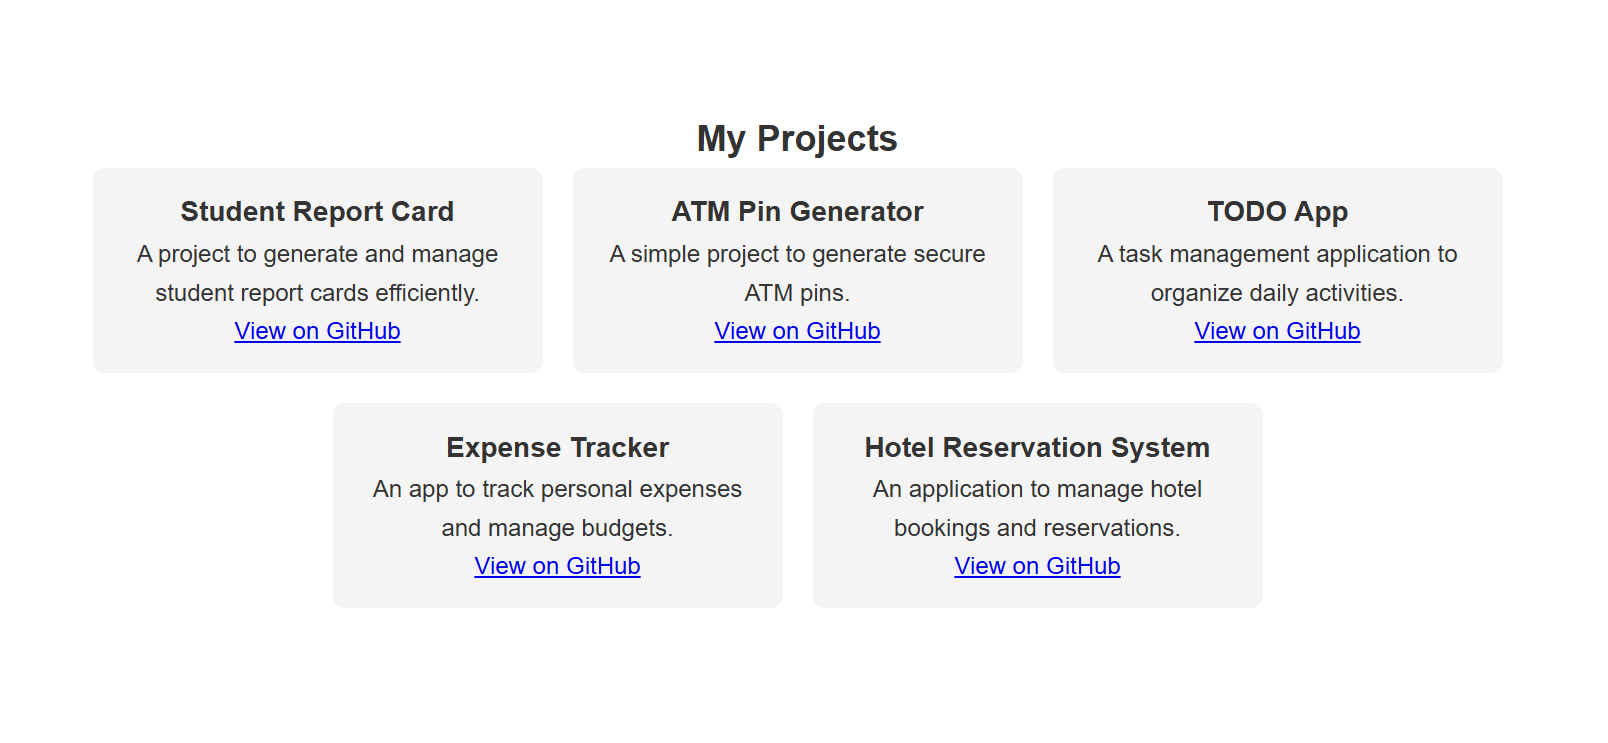 My Projects
Student Report Card
A project to generate and manage
student report cards efficiently.
View on GitHub
ATM Pin Generator
A simple project to generate secure
ATM pins.
View on GitHub
TODO App
A task management application to
organize daily activities.
View on GitHub
Expense Tracker
An app to track personal expenses
and manage budgets.
View on GitHub
Hotel Reservation System
An application to manage hotel
bookings and reservations.
View on GitHub